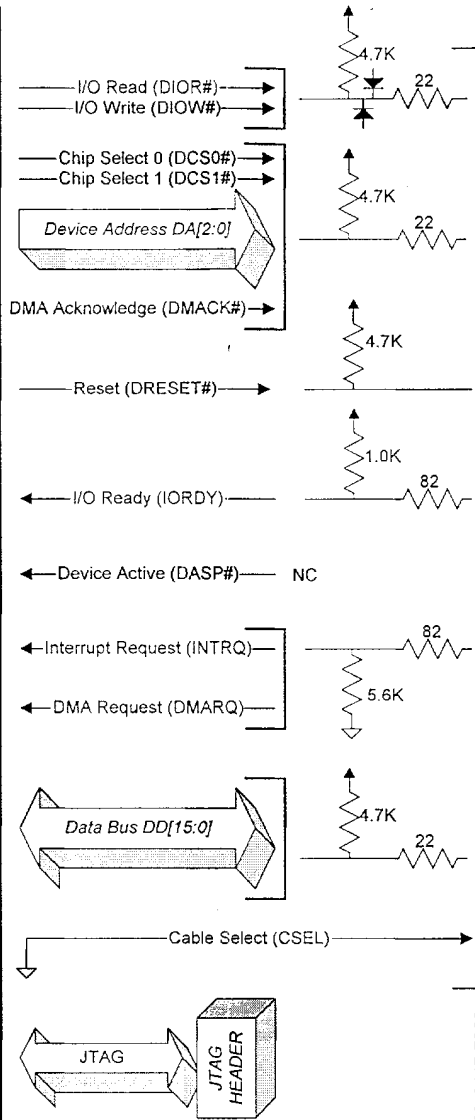 4.7K
I/O Read (DIOR#)
22
I/O Write (DIOW#)
Chip Select 0 (DCS0#)
Chip Select 1 (DCS1#)
4.7K
Device Address DA[2:0]
22
DMA Acknowledge (DMACK#)
4.7K
Reset (DRESET#)
1.0K
82
I/O Ready (IORDY)
Device Active (DASP#) NC
82
Interrupt Request (INTRQ)
5.6K
DMA Request (DMARQ)
4.7K
Data Bus DD[15:0]
22
Cable Select (CSEL)
JTAG
JTAG
HEADER